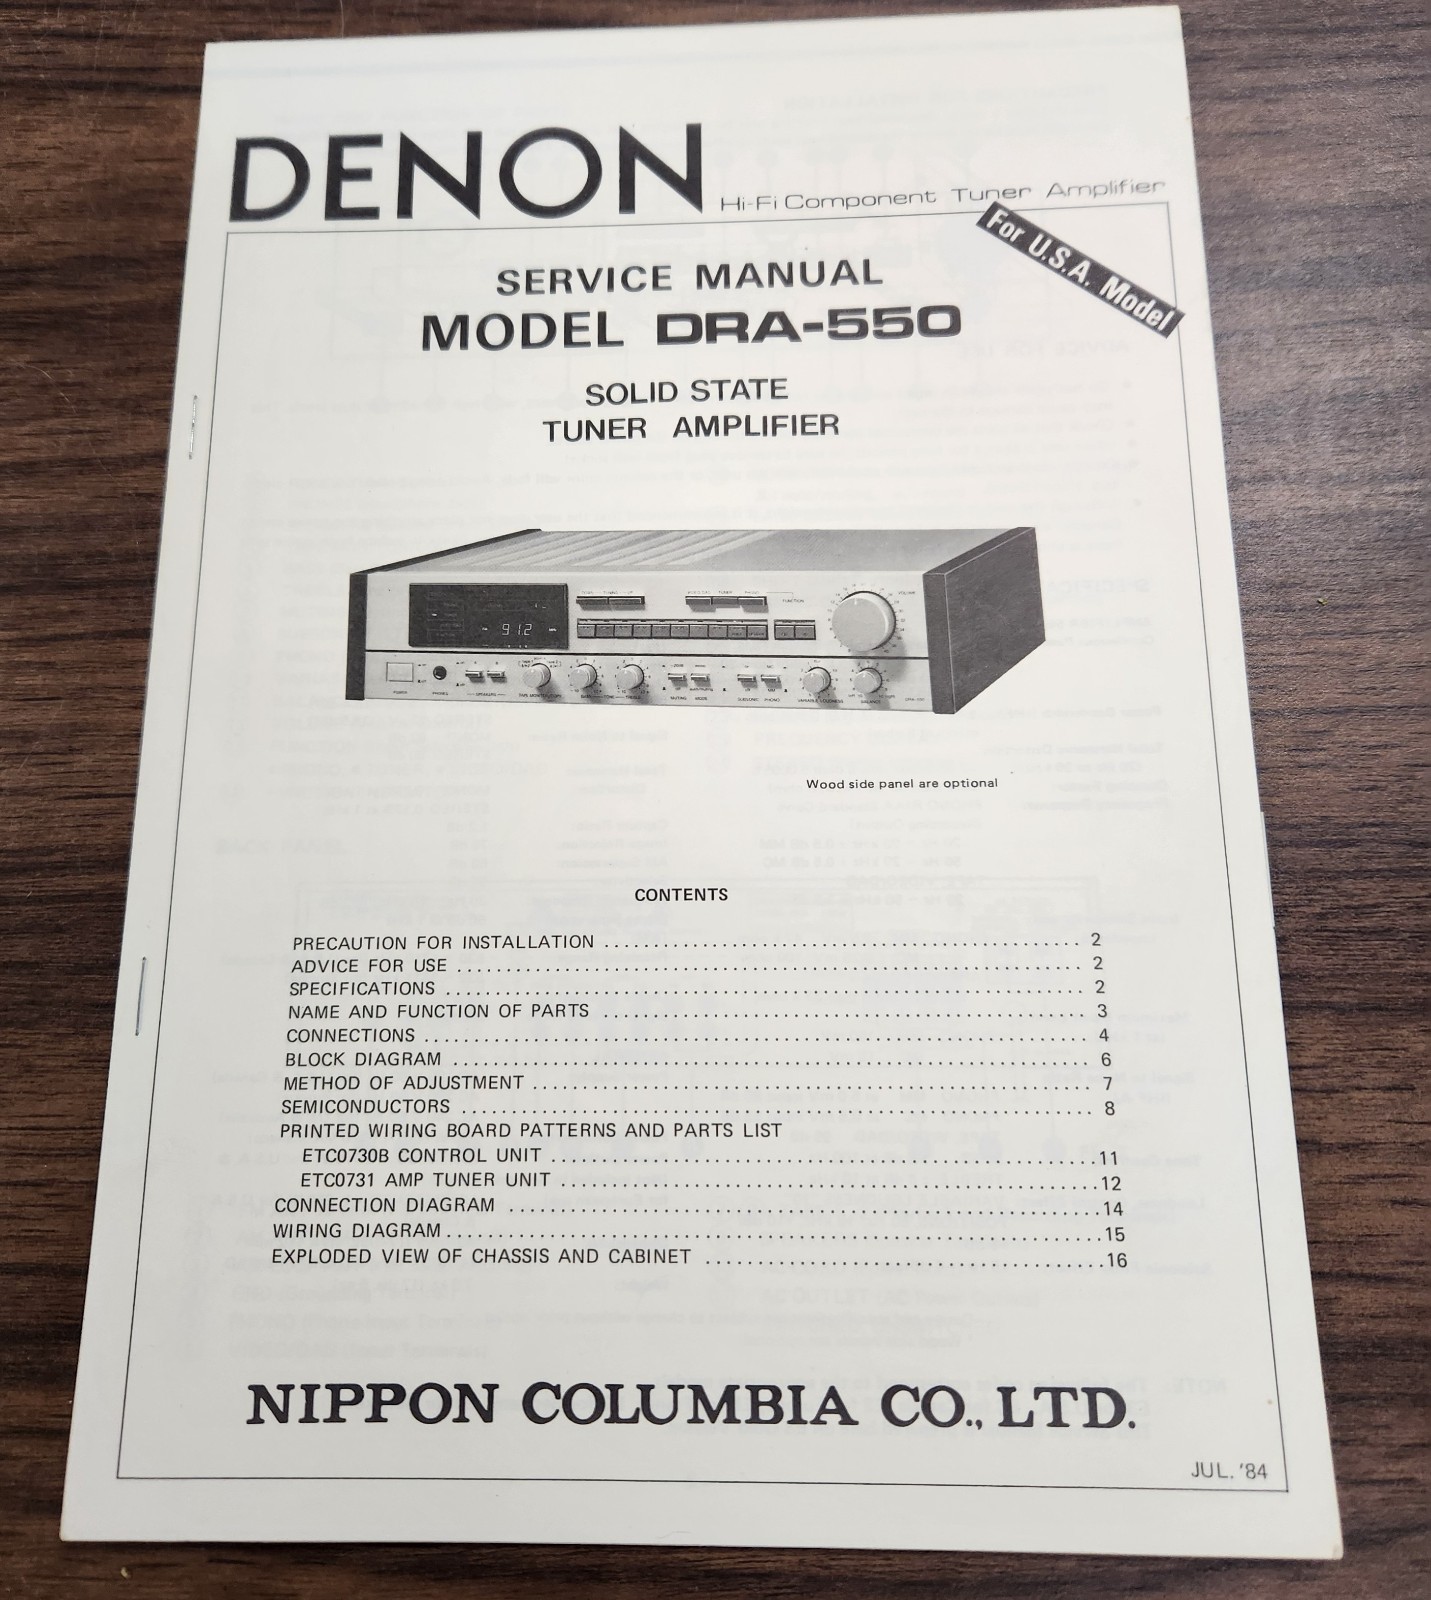 DENON Hi-Fi Component Tuner Amplifier
For U.S.A. Model
SERVICE MANUAL
MODEL DRA-550
SOLID STATE
TUNER AMPLIFIER
91.2
Wood side panel are optional
CONTENTS
PRECAUTION FOR INSTALLATION 2
ADVICE FOR USE 2
SPECIFICATIONS 2
NAME AND FUNCTION OF PARTS 3
CONNECTIONS 4
BLOCK DIAGRAM 6
METHOD OF ADJUSTMENT 7
SEMICONDUCTORS 8
PRINTED WIRING BOARD PATTERNS AND PARTS LIST
ETC0730B CONTROL UNIT 11
ETC0731 AMP TUNER UNIT 12
CONNECTION DIAGRAM 14
WIRING DIAGRAM 15
EXPLODED VIEW OF CHASSIS AND CABINET 16
NIPPON COLUMBIA CO., LTD.
JUL. '84